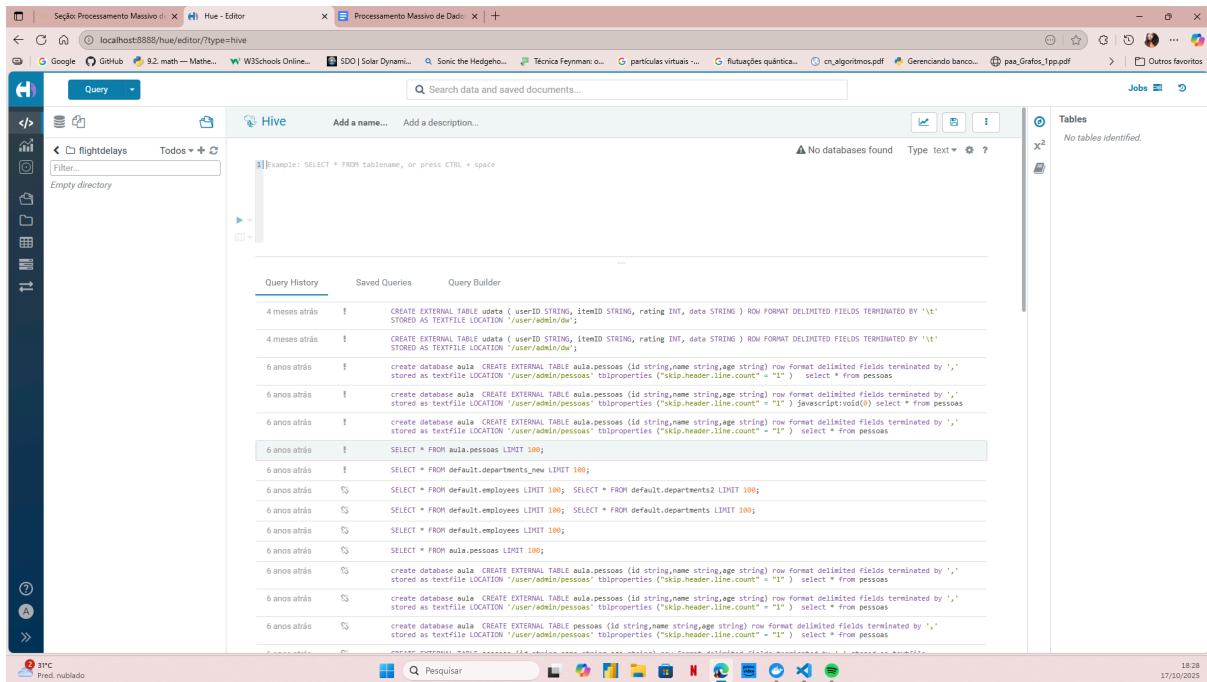 Seção: Processamento Massivo d
Hue - Editor
Processamento Massivo de Dado
localhost:8888/hue/editor/?type=hive
Google
GitHub
9.2. math — Mathe...
W3Schools Online...
SDO | Solar Dynami...
Sonic the Hedgeho...
Técnica Feynman: o...
partículas virtuais -...
flutuações quântica...
cn_algoritmos.pdf
Gerenciando banco...
paa_Grafos_1pp.pdf
Outros favoritos
Query
Search data and saved documents...
Jobs
Hive
Add a name...
Add a description...
Tables
No tables identified.
flightdelays
Todos
Filter...
Empty directory
No databases found
Type text
?
1
Example: SELECT * FROM tablename, or press CTRL + space
Query History
Saved Queries
Query Builder
4 meses atrás ! CREATE EXTERNAL TABLE udata ( userID STRING, itemID STRING, rating INT, data STRING ) ROW FORMAT DELIMITED FIELDS TERMINATED BY '\t'
STORED AS TEXTFILE LOCATION '/user/admin/dw';
4 meses atrás ! CREATE EXTERNAL TABLE udata ( userID STRING, itemID STRING, rating INT, data STRING ) ROW FORMAT DELIMITED FIELDS TERMINATED BY '\t'
STORED AS TEXTFILE LOCATION '/user/admin/dw';
6 anos atrás ! create database aula CREATE EXTERNAL TABLE aula.pessoas (id string,name string,age string) row format delimited fields terminated by ','
stored as textfile LOCATION '/user/admin/pessoas' tblproperties ("skip.header.line.count" = "1" ) select * from pessoas
6 anos atrás ! create database aula CREATE EXTERNAL TABLE aula.pessoas (id string,name string,age string) row format delimited fields terminated by ','
stored as textfile LOCATION '/user/admin/pessoas' tblproperties ("skip.header.line.count" = "1" ) javascript:void(0) select * from pessoas
6 anos atrás ! create database aula CREATE EXTERNAL TABLE aula.pessoas (id string,name string,age string) row format delimited fields terminated by ','
stored as textfile LOCATION '/user/admin/pessoas' tblproperties ("skip.header.line.count" = "1" ) select * from pessoas
6 anos atrás ! SELECT * FROM aula.pessoas LIMIT 100;
6 anos atrás ! SELECT * FROM default.departments_new LIMIT 100;
6 anos atrás SELECT * FROM default.employees LIMIT 100; SELECT * FROM default.departments2 LIMIT 100;
6 anos atrás SELECT * FROM default.employees LIMIT 100; SELECT * FROM default.departments LIMIT 100;
6 anos atrás SELECT * FROM default.employees LIMIT 100;
6 anos atrás SELECT * FROM aula.pessoas LIMIT 100;
6 anos atrás create database aula CREATE EXTERNAL TABLE aula.pessoas (id string,name string,age string) row format delimited fields terminated by ','
stored as textfile LOCATION '/user/admin/pessoas' tblproperties ("skip.header.line.count" = "1" ) select * from pessoas
6 anos atrás create database aula CREATE EXTERNAL TABLE aula.pessoas (id string,name string,age string) row format delimited fields terminated by ','
stored as textfile LOCATION '/user/admin/pessoas' tblproperties ("skip.header.line.count" = "1" ) select * from pessoas
6 anos atrás create database aula CREATE EXTERNAL TABLE pessoas (id string,name string,age string) row format delimited fields terminated by ','
stored as textfile LOCATION '/user/admin/pessoas' tblproperties ("skip.header.line.count" = "1" ) select * from pessoas
A
2
31°C
Pred. nublado
Pesquisar
18:28
17/10/2025